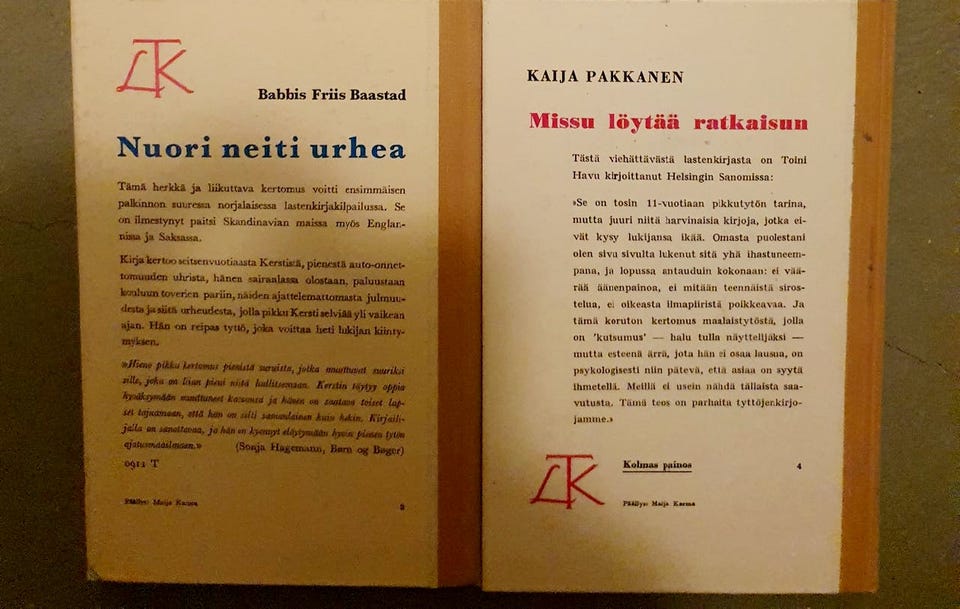 LTK
Babbis Friis Baastad
Nuori neiti urhea
Tämä herkkä ja liikuttava kertomus voitti ensimmäisen
palkinnon suuressa norjalaisessa lastenkirjakilpailussa. Se
on ilmestynyt paitsi Skandinavian maissa myös Englan-
nissa ja Saksassa.
Kirja kertoo seitsenvuotiaasta Kerstistä, pienestä auto-onnet-
tomuuden uhrista, hänen sairaalassa olostaan, paluustaan
kouluun toverien pariin, näiden ajattelemattomasta julmuu-
desta ja siitä urheudesta, jolla pikku Kersti selviää yli vaikean
ajan. Hän on reipas tyttö, joka voittaa heti lukijan kiinty-
myksen.
»Hieno pikku kertomus pienistä suruista, jotka muuttuvat suuriksi
sille, joka on liian pieni niitä hallitsemaan. Kerstin täytyy oppia
hyväksymään muuttuneet kasvonsa ja hänen on saatava toiset lap-
set tajuamaan, että hän on silti samanlainen kuin hekin. Kirjaili-
jalla on sanottavaa, ja hän on kyennyt eläytymään hyvin pienen tytön
ajatusmaailmaan.» (Sonja Hagemann, Børn og Bøger)
0912 T
Päällys: Maija Karma
3
KAIJA PAKKANEN
Missu löytää ratkaisun
Tästä viehättävästä lastenkirjasta on Toini
Havu kirjoittanut Helsingin Sanomissa:
»Se on tosin 11-vuotiaan pikkutytön tarina,
mutta juuri niitä harvinaisia kirjoja, jotka ei-
vät kysy lukijansa ikää. Omasta puolestani
olen sivu sivulta lukenut sitä yhä ihastuneem-
pana, ja lopussa antauduin kokonaan: ei vää-
rää äänenpainoa, ei mitään teennäistä siros-
telua, ei oikeasta ilmapiiristä poikkeavaa. Ja
tämä koruton kertomus maalaistytöstä, jolla
on 'kutsumus' — halu tulla näyttelijäksi —
mutta esteenä ärrä, jota hän ei osaa lausua, on
psykologisesti niin pätevä, että asiaa on syytä
ihmetellä. Meillä ei usein nähdä tällaista saa-
vutusta. Tämä teos on parhaita tyttöjenkirjo-
jamme.»
LTK
Kolmas painos 4
Päällys: Maija Karma